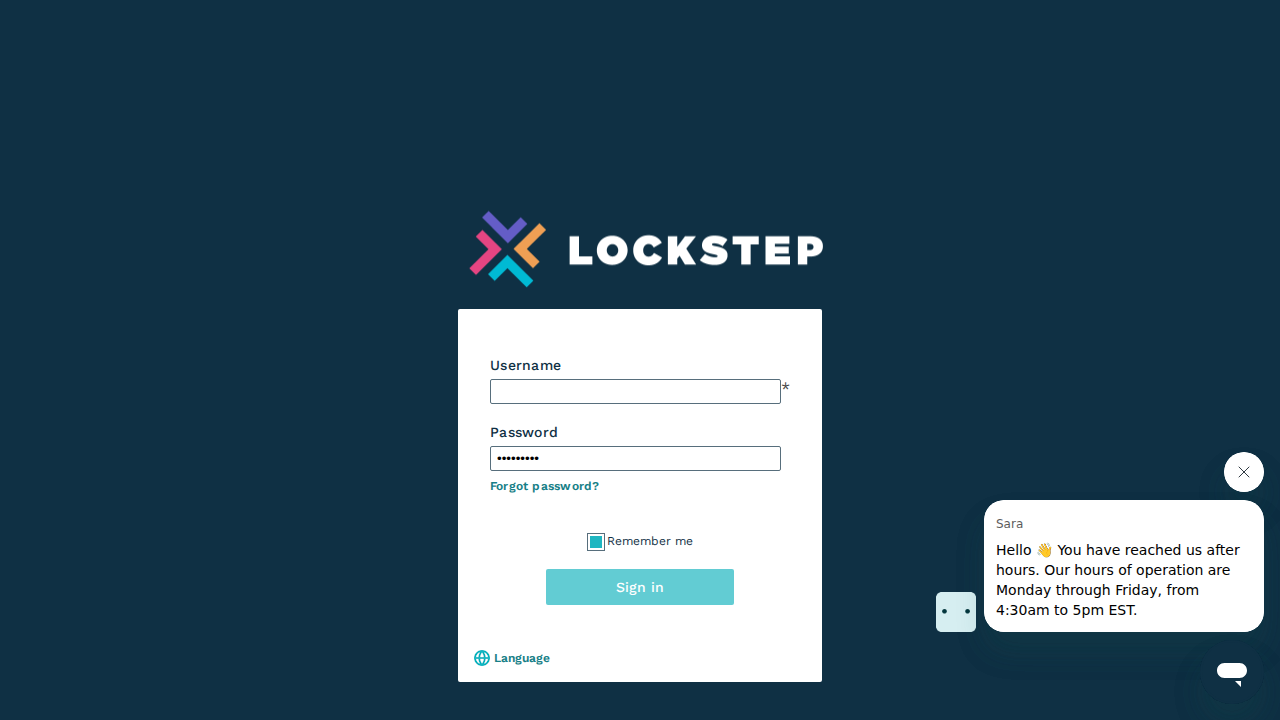 LOCKSTEP
Username
*
Password
•••••••••
Forgot password?
Remember me
Sign in
Language
Sara
Hello 👋 You have reached us after
hours. Our hours of operation are
Monday through Friday, from
4:30am to 5pm EST.